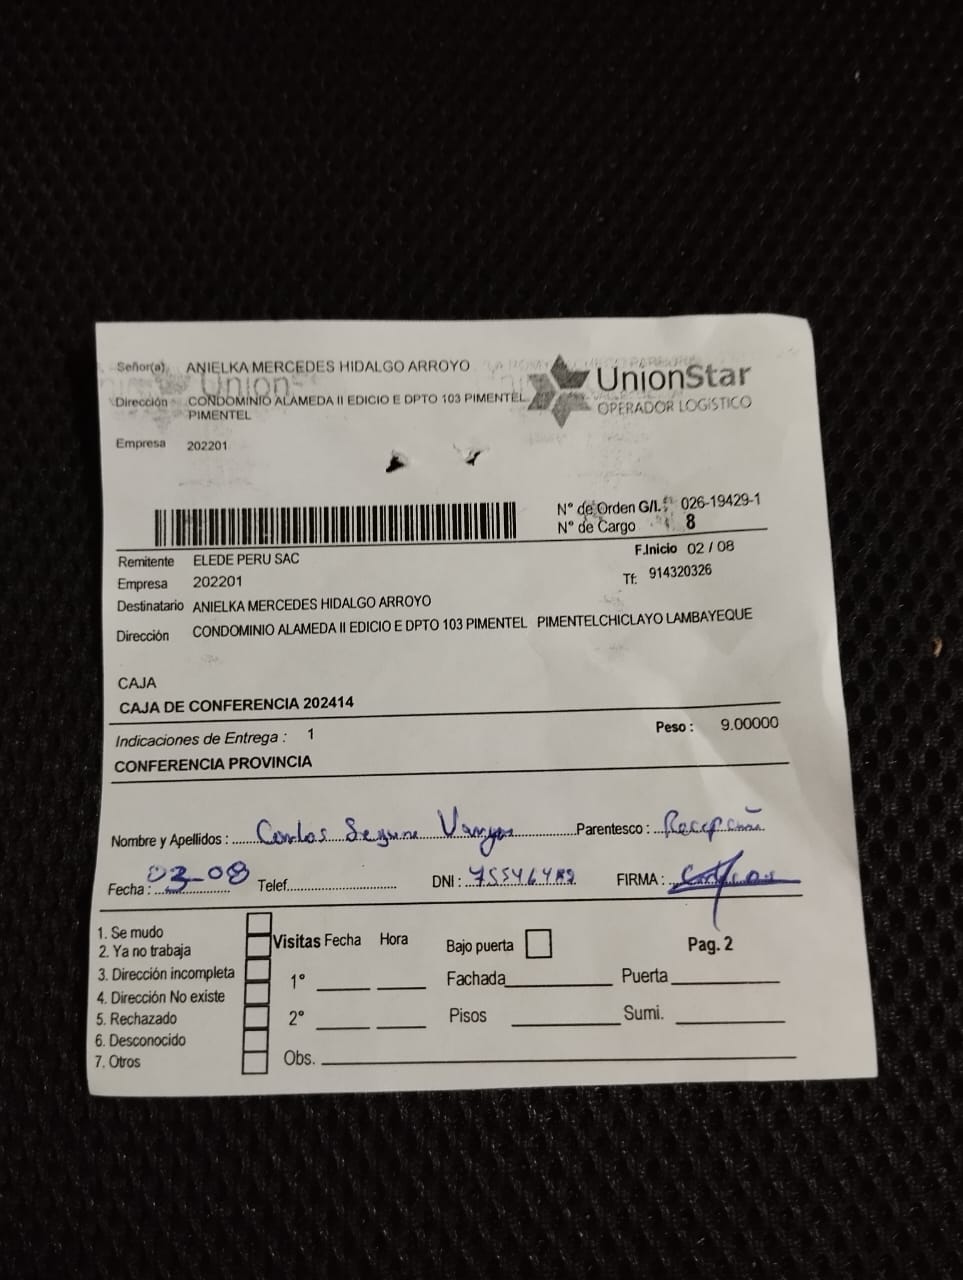 Señor(a) ANIELKA MERCEDES HIDALGO ARROYO
UnionStar
OPERADOR LOGÍSTICO
Dirección CONDOMINIO ALAMEDA II EDICIO E DPTO 103 PIMENTEL
PIMENTEL
Empresa 202201
N° de Orden G/I. : 026-19429-1
N° de Cargo 8
F.Inicio 02 / 08
Remitente ELEDE PERU SAC
Empresa 202201
Tf: 914320326
Destinatario ANIELKA MERCEDES HIDALGO ARROYO
Dirección CONDOMINIO ALAMEDA II EDICIO E DPTO 103 PIMENTEL PIMENTELCHICLAYO LAMBAYEQUE
CAJA
CAJA DE CONFERENCIA 202414
Indicaciones de Entrega : 1 Peso : 9.00000
CONFERENCIA PROVINCIA
Nombre y Apellidos : Carlos Parentesco :
Fecha : 03-08 Telef. DNI : FIRMA :
1. Se mudo
2. Ya no trabaja
3. Dirección incompleta
4. Dirección No existe
5. Rechazado
6. Desconocido
7. Otros
Visitas Fecha Hora Bajo puerta Pag. 2
1° Fachada Puerta
2° Pisos Sumi.
Obs.